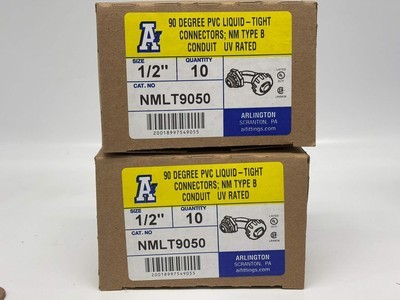 A
90 DEGREE PVC LIQUID-TIGHT
CONNECTORS; NM TYPE B
CONDUIT UV RATED
SIZE QUANTITY
1/2" 10
CAT. NO
NMLT9050
20018997549055
ARLINGTON
SCRANTON, PA
aifittings.com
A
90 DEGREE PVC LIQUID-TIGHT
CONNECTORS; NM TYPE B
CONDUIT UV RATED
SIZE QUANTITY
1/2" 10
CAT. NO
NMLT9050
20018997549055
ARLINGTON
SCRANTON, PA
aifittings.com